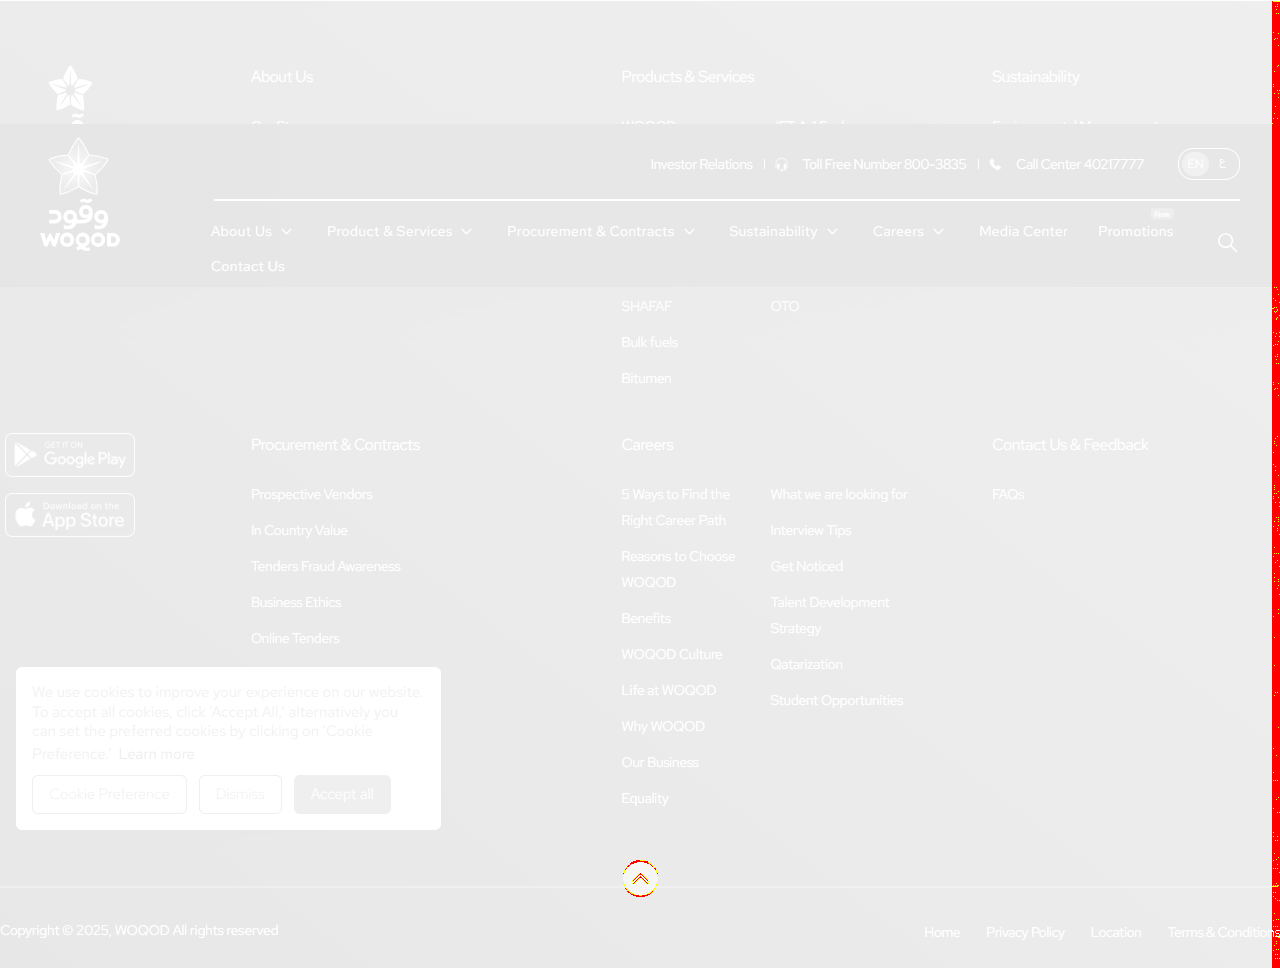 About Us
Products & Services
Sustainability
Investor Relations
Toll Free Number 800-3835
Call Center 40217777
EN
وقود
WOQOD
New
About Us
Product & Services
Procurement & Contracts
Sustainability
Careers
Media Center
Promotions
Contact Us
SHAFAF
OTO
Bulk fuels
Bitumen
GET IT ON
Google Play
Download on the
App Store
Procurement & Contracts
Prospective Vendors
In Country Value
Tenders Fraud Awareness
Business Ethics
Online Tenders
Careers
5 Ways to Find the
Right Career Path
Reasons to Choose
WOQOD
Benefits
WOQOD Culture
Life at WOQOD
Why WOQOD
Our Business
Equality
What we are looking for
Interview Tips
Get Noticed
Talent Development
Strategy
Qatarization
Student Opportunities
Contact Us & Feedback
FAQs
We use cookies to improve your experience on our website.
To accept all cookies, click 'Accept All,' alternatively you
can set the preferred cookies by clicking on 'Cookie
Preference.' Learn more
Cookie Preference
Dismiss
Accept all
Copyright © 2025, WOQOD All rights reserved
Home
Privacy Policy
Location
Terms & Conditions